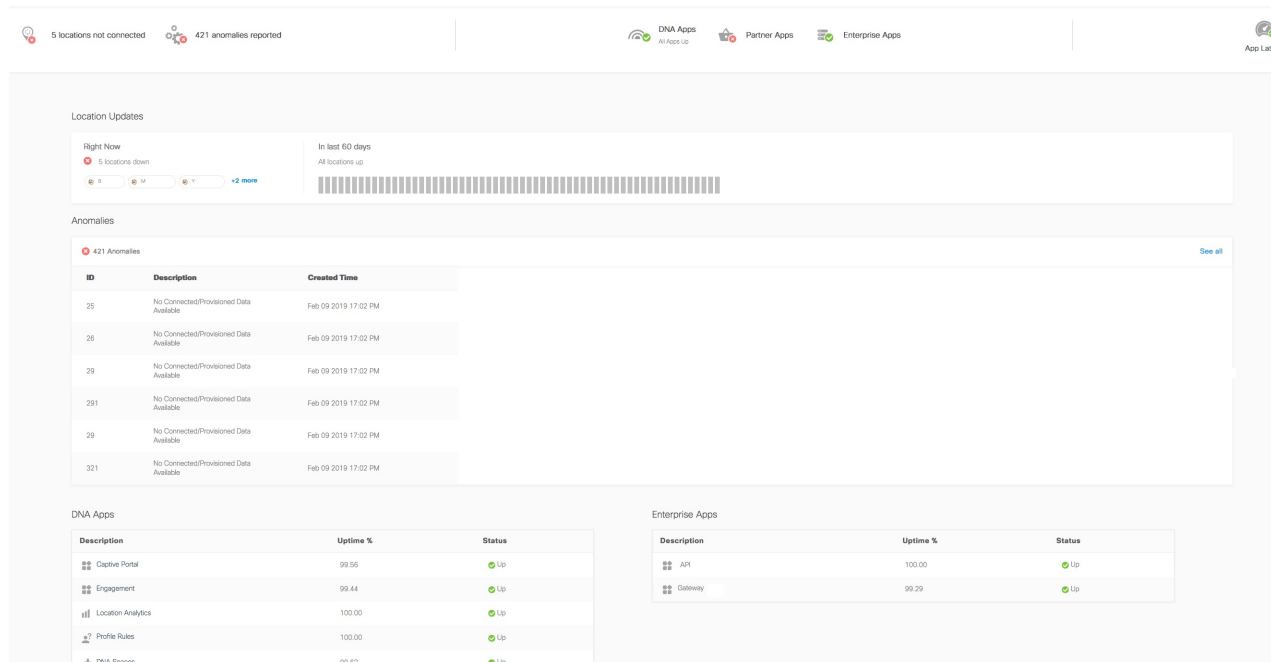 5 locations not connected
421 anomalies reported
DNA Apps
All Apps Up
Partner Apps
Enterprise Apps
App Lat
Location Updates
Right Now
5 locations down
S
M
Y
+2 more
In last 60 days
All locations up
Anomalies
421 Anomalies
See all
ID Description Created Time
25 No Connected/Provisioned Data Feb 09 2019 17:02 PM
Available
26 No Connected/Provisioned Data Feb 09 2019 17:02 PM
Available
29 No Connected/Provisioned Data Feb 09 2019 17:02 PM
Available
291 No Connected/Provisioned Data Feb 09 2019 17:02 PM
Available
29 No Connected/Provisioned Data Feb 09 2019 17:02 PM
Available
321 No Connected/Provisioned Data Feb 09 2019 17:02 PM
Available
DNA Apps
Description Uptime % Status
Captive Portal 99.56 Up
Engagement 99.44 Up
Location Analytics 100.00 Up
Profile Rules 100.00 Up
DNA Spaces 99.62 Up
Enterprise Apps
Description Uptime % Status
API 100.00 Up
Gateway 99.29 Up